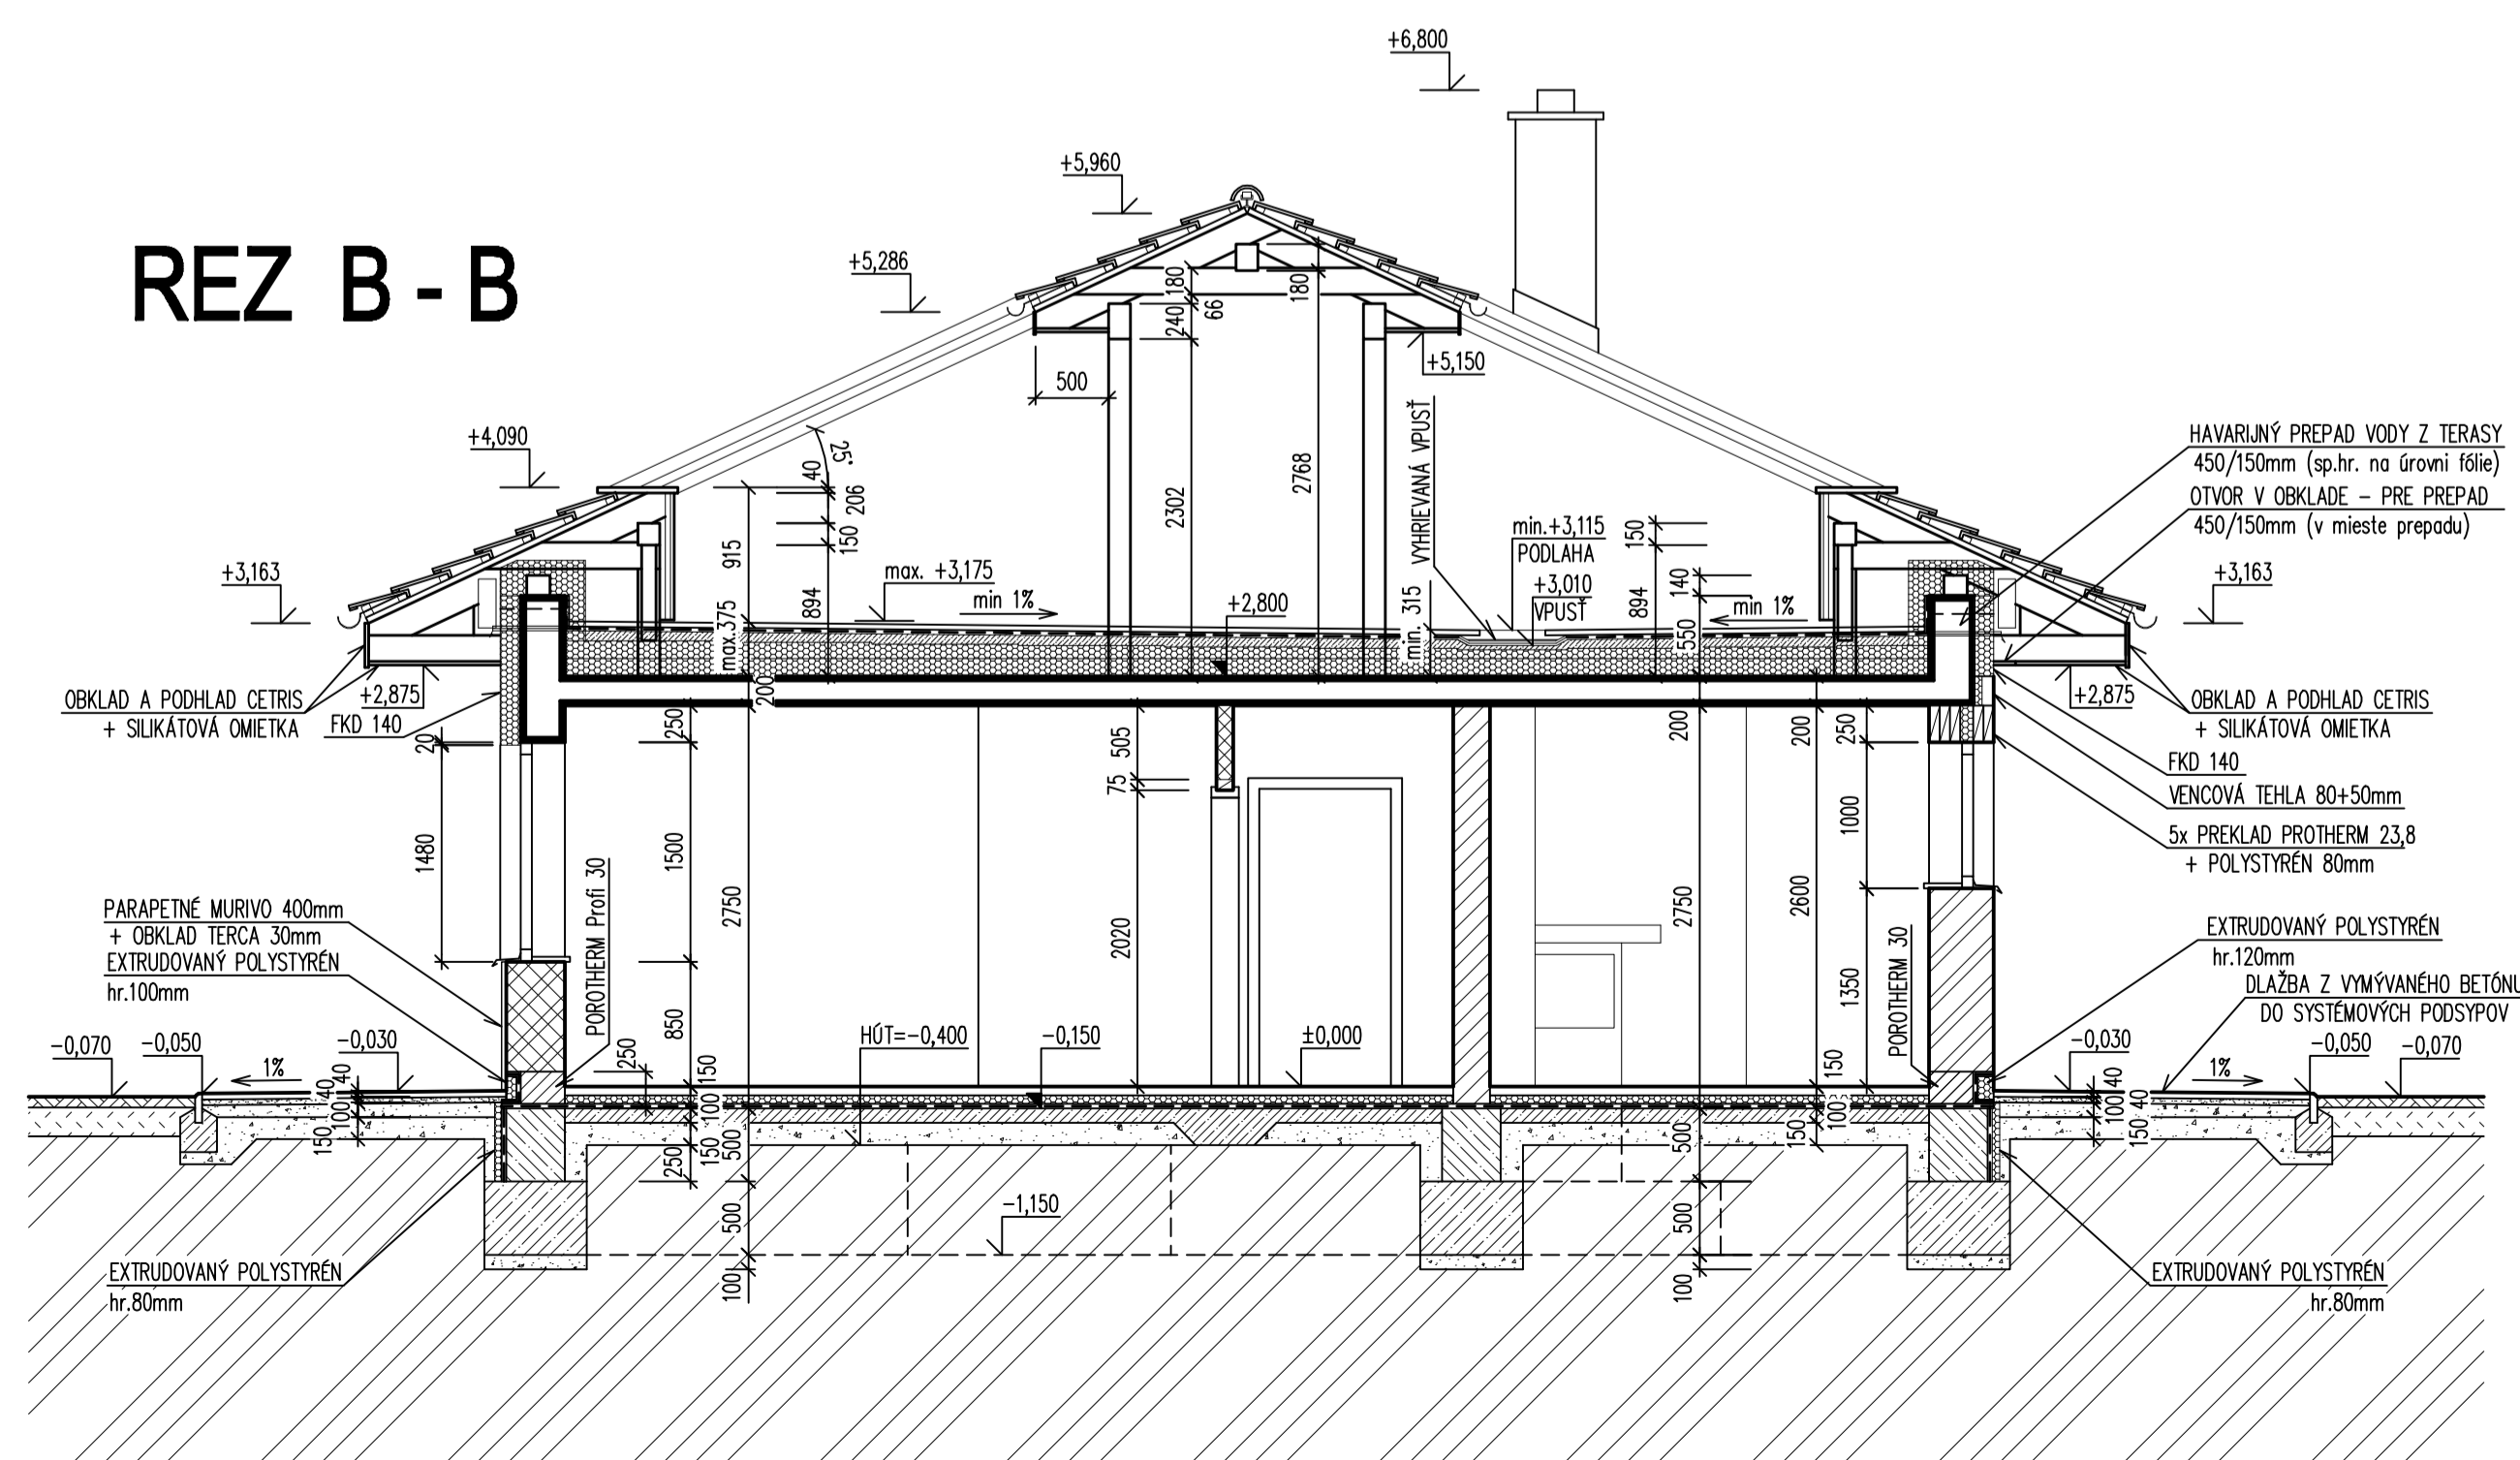 REZ B - B
+6,800
+5,960
+5,286
180
66
240
180
+5,150
500
+4,090
25°
40
206
150
915
894
2302
2768
VYHRIEVANÁ VPUSŤ
min.+3,115
PODLAHA
+3,010
VPUSŤ
150
894
140
550
HAVARIJNÝ PREPAD VODY Z TERASY
450/150mm (sp.hr. na úrovni fólie)
OTVOR V OBKLADE – PRE PREPAD
450/150mm (v mieste prepadu)
+3,163
max. +3,175
min 1%
+2,800
min 1%
+3,163
max.375
min. 315
200
OBKLAD A PODHLAD CETRIS
+ SILIKÁTOVÁ OMIETKA
+2,875
FKD 140
+2,875
OBKLAD A PODHLAD CETRIS
+ SILIKÁTOVÁ OMIETKA
FKD 140
VENCOVÁ TEHLA 80+50mm
5x PREKLAD PROTHERM 23,8
+ POLYSTYRÉN 80mm
20
250
505
75
200
200
250
1480
1500
2750
2020
2750
2600
1000
1350
850
PARAPETNÉ MURIVO 400mm
+ OBKLAD TERCA 30mm
EXTRUDOVANÝ POLYSTYRÉN
hr.100mm
POROTHERM Profi 30
POROTHERM 30
EXTRUDOVANÝ POLYSTYRÉN
hr.120mm
DLAŽBA Z VYMÝVANÉHO BETÓNU
DO SYSTÉMOVÝCH PODSYPOV
-0,070
-0,050
1%
-0,030
250
150
HÚT=-0,400
-0,150
±0,000
150
-0,030
1%
-0,050
-0,070
40
40
100
150
100
150
250
500
500
100
-1,150
500
500
100
100
150
40
40
100
150
EXTRUDOVANÝ POLYSTYRÉN
hr.80mm
EXTRUDOVANÝ POLYSTYRÉN
hr.80mm